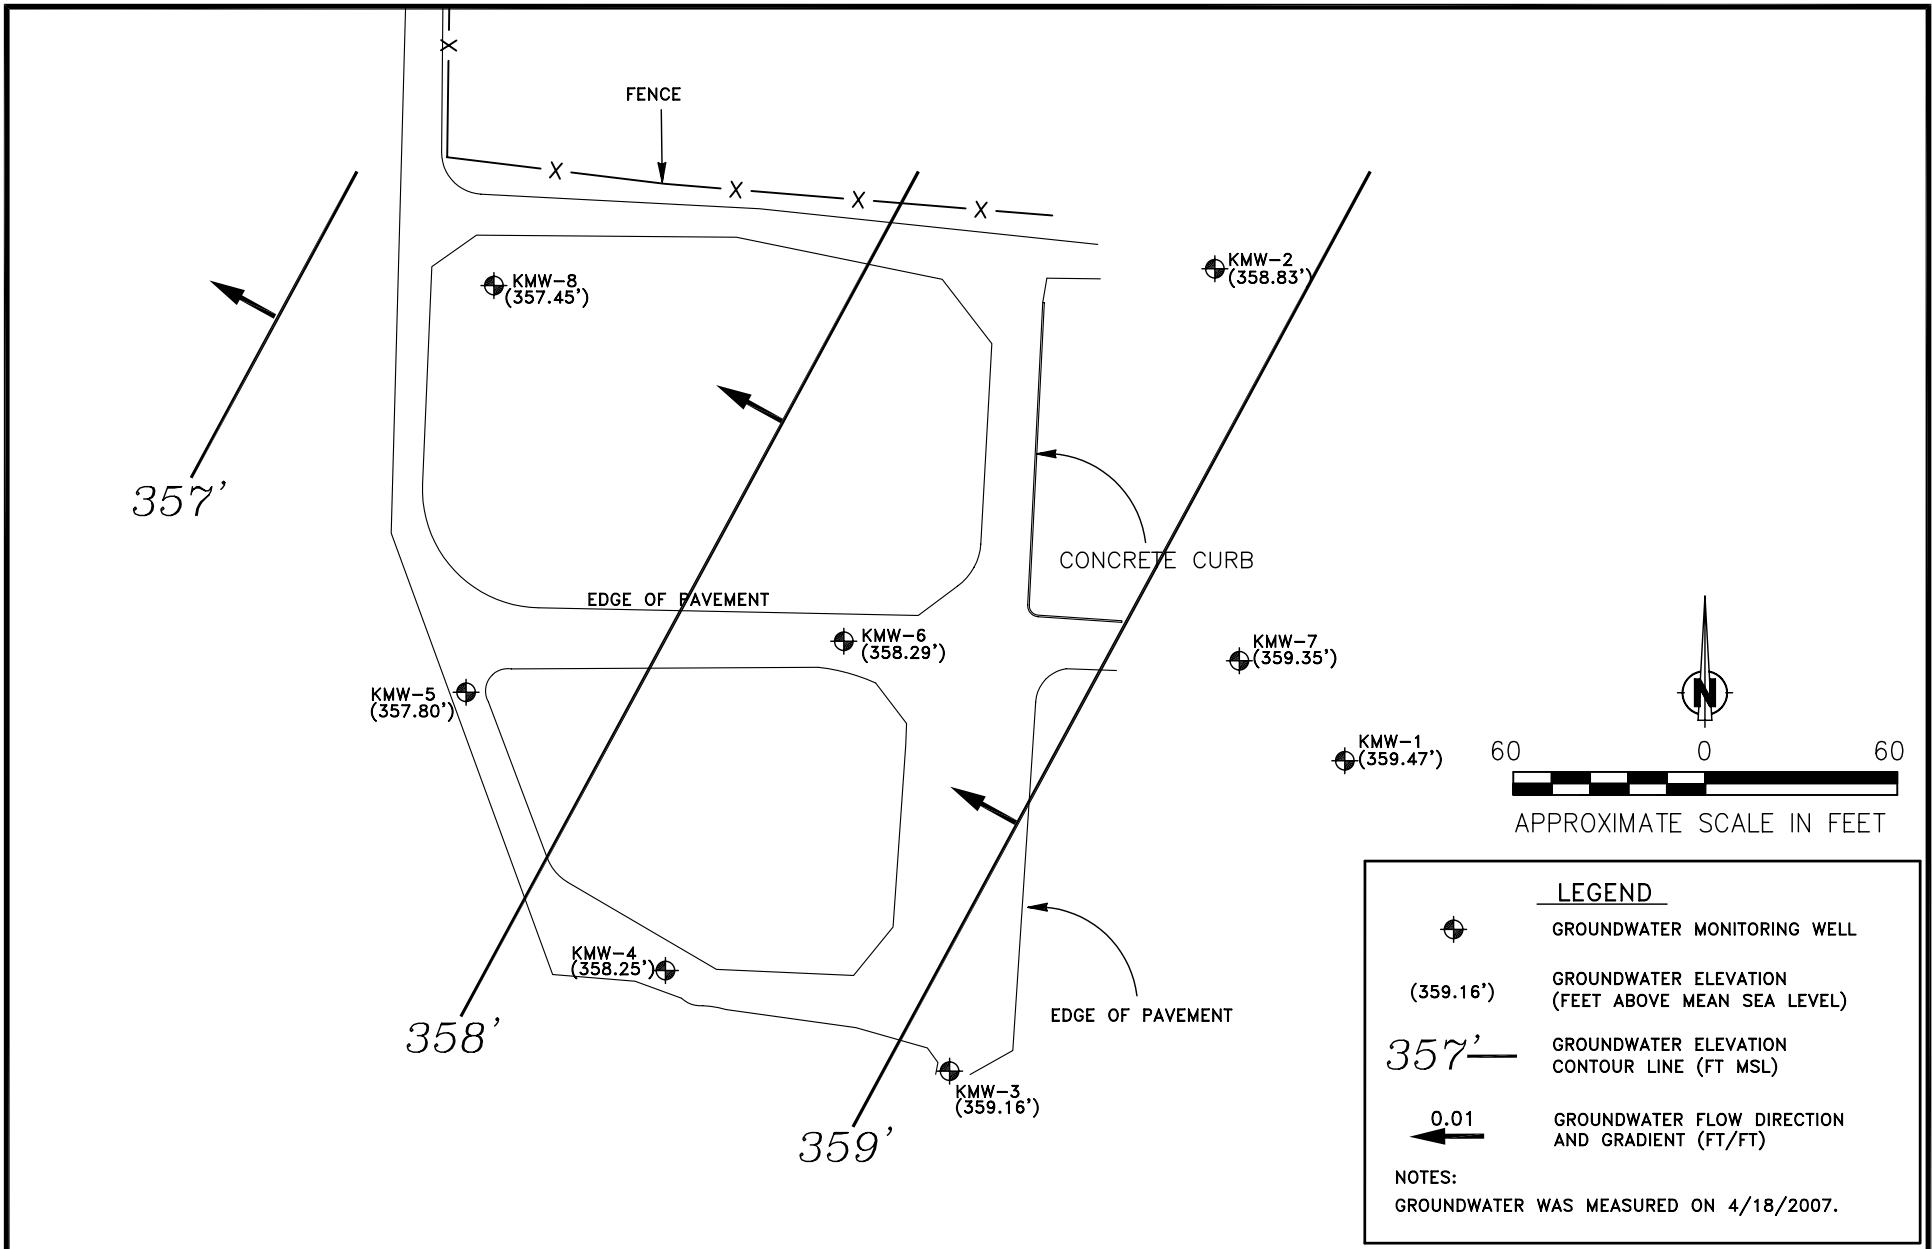 X
FENCE
X
X
X
X
KMW-2
(358.83')
KMW-8
(357.45')
357'
CONCRETE CURB
EDGE OF PAVEMENT
KMW-6
(358.29')
KMW-7
(359.35')
KMW-5
(357.80')
N
KMW-1
(359.47')
60 0 60
APPROXIMATE SCALE IN FEET
LEGEND
GROUNDWATER MONITORING WELL
(359.16')
GROUNDWATER ELEVATION
(FEET ABOVE MEAN SEA LEVEL)
357'
GROUNDWATER ELEVATION
CONTOUR LINE (FT MSL)
0.01
GROUNDWATER FLOW DIRECTION
AND GRADIENT (FT/FT)
NOTES:
GROUNDWATER WAS MEASURED ON 4/18/2007.
KMW-4
(358.25')
EDGE OF PAVEMENT
358'
KMW-3
(359.16')
359'